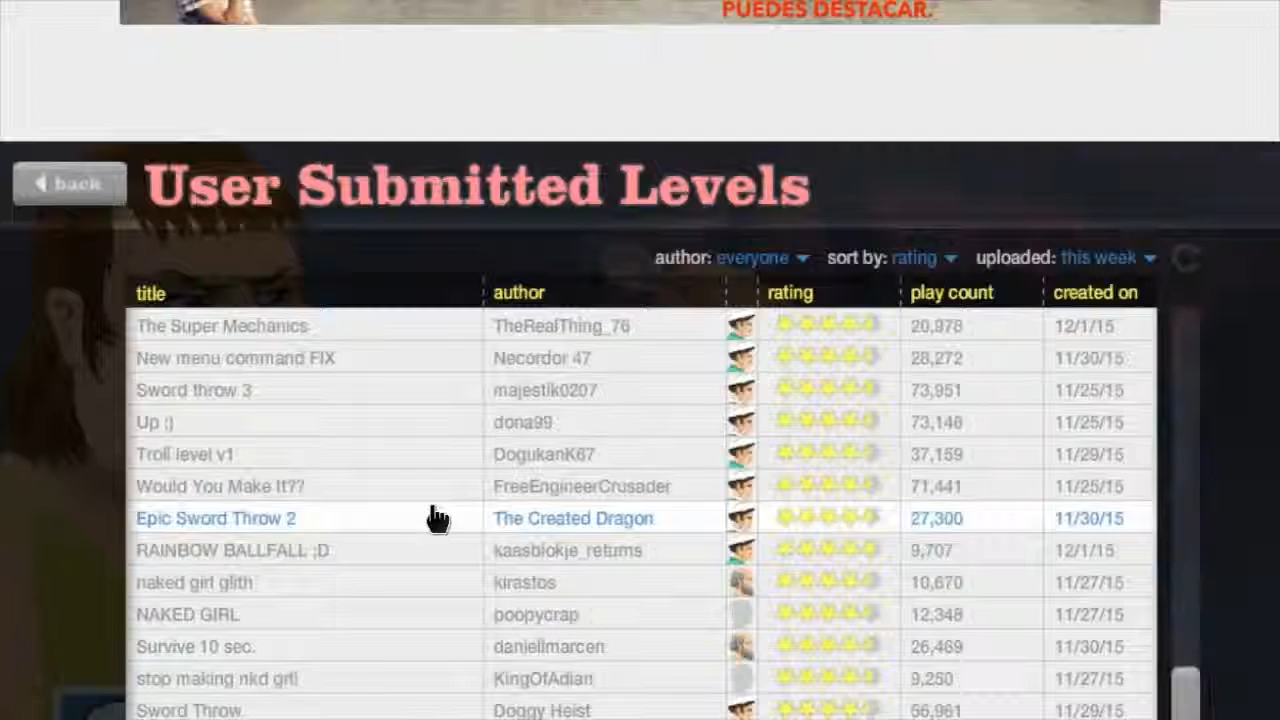 PUEDES DESTACAR.
back
User Submitted Levels
author: everyone sort by: rating uploaded: this week
title author rating play count created on
The Super Mechanics TheRealThing_76 20,978 12/1/15
New menu command FIX Necordor 47 28,272 11/30/15
Sword throw 3 majestik0207 73,951 11/25/15
Up :) dona99 73,146 11/25/15
Troll level v1 DogukanK67 37,159 11/29/15
Would You Make It?? FreeEngineerCrusader 71,441 11/25/15
Epic Sword Throw 2 The Created Dragon 27,300 11/30/15
RAINBOW BALLFALL ;D kaasblokje_returns 9,707 12/1/15
naked girl glith kirastos 10,670 11/27/15
NAKED GIRL poopycrap 12,348 11/27/15
Survive 10 sec. daniellmarcen 26,469 11/30/15
stop making nkd grl! KingOfAdian 9,250 11/27/15
Sword Throw Doggy Heist 56,961 11/29/15